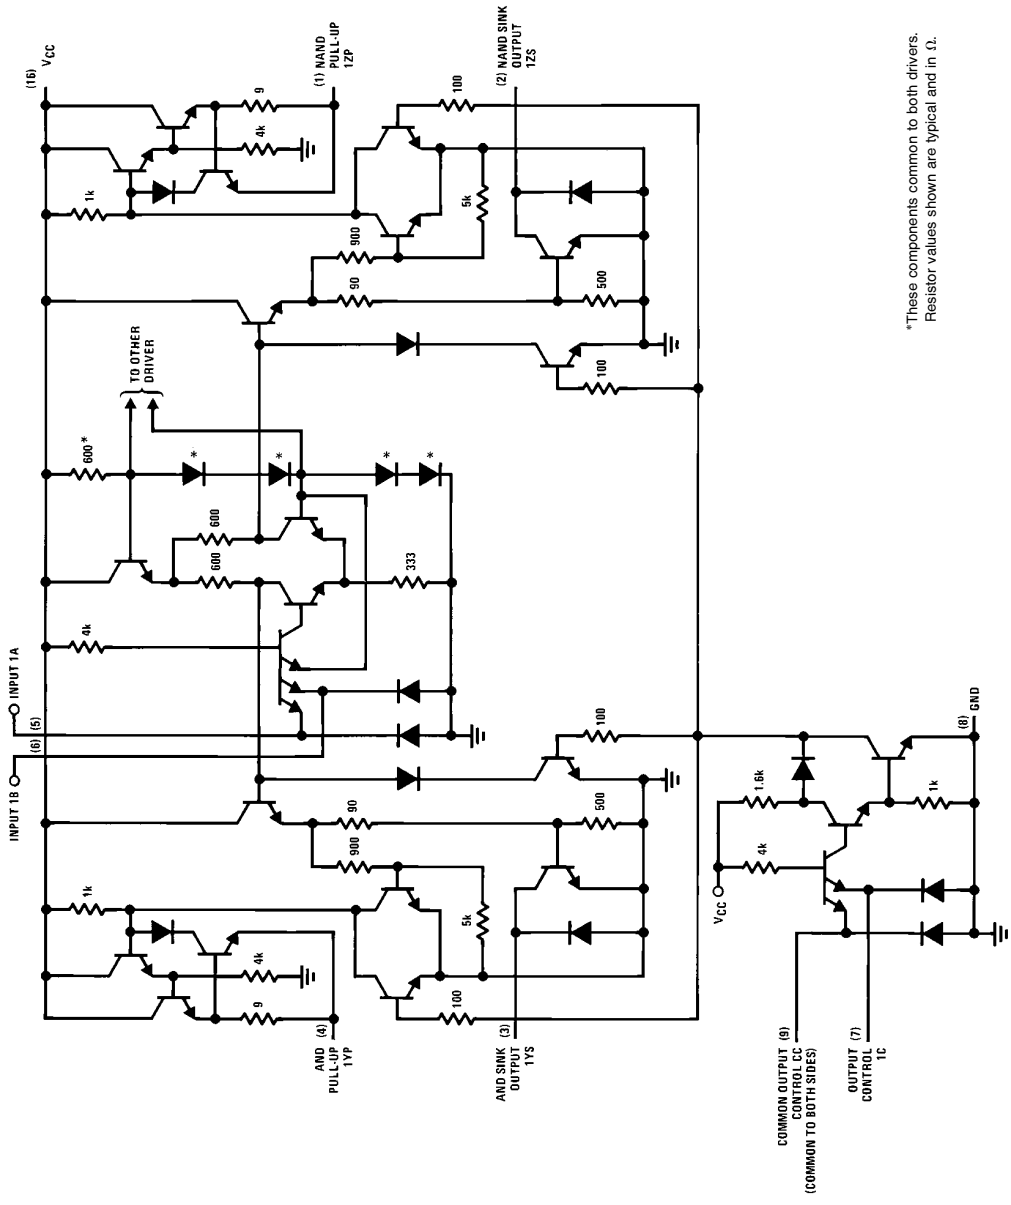 (16)
VCC
(1) NAND
PULL-UP
1ZP
(2) NAND SINK
OUTPUT
1ZS
9
4k
1k
100
5k
900
90
500
100
TO OTHER
DRIVER
600*
*
*
*
*
600
600
333
4k
INPUT 1A
(5)
(6)
INPUT 1B
100
90
900
500
1k
5k
4k
9
100
AND (4)
PULL-UP
1YP
AND SINK (3)
OUTPUT
1YS
VCC
1.6k
4k
1k
(8) GND
COMMON OUTPUT (9)
CONTROL CC
(COMMON TO BOTH SIDES)
OUTPUT (7)
CONTROL
1C
*These components common to both drivers.
Resistor values shown are typical and in Ω.